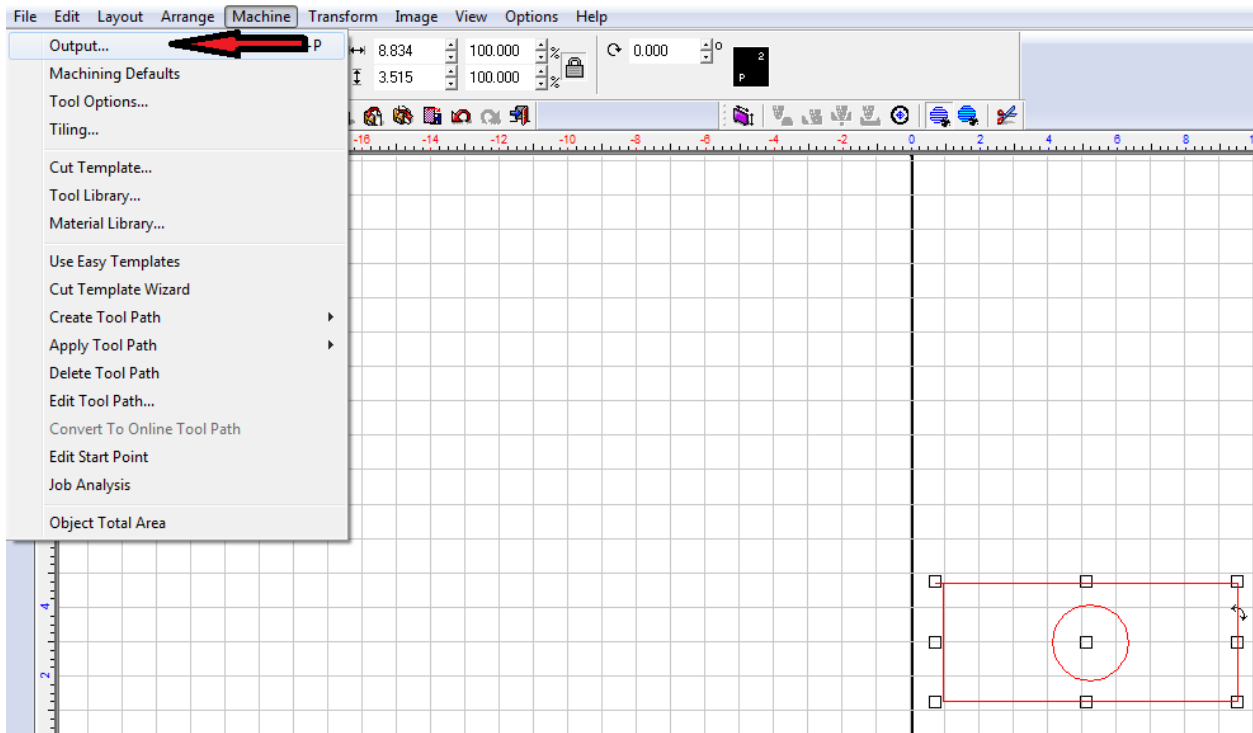 File Edit Layout Arrange Machine Transform Image View Options Help
Output... -P
8.834 100.000 % 0.000 o 2
3.515 100.000 % P
Machining Defaults
Tool Options...
Tiling...
-16 -14 -12 -10 -8 -6 -4 -2 0 2 4 6 8 1
Cut Template...
Tool Library...
Material Library...
Use Easy Templates
Cut Template Wizard
Create Tool Path
Apply Tool Path
Delete Tool Path
Edit Tool Path...
Convert To Online Tool Path
Edit Start Point
Job Analysis
Object Total Area
4
2